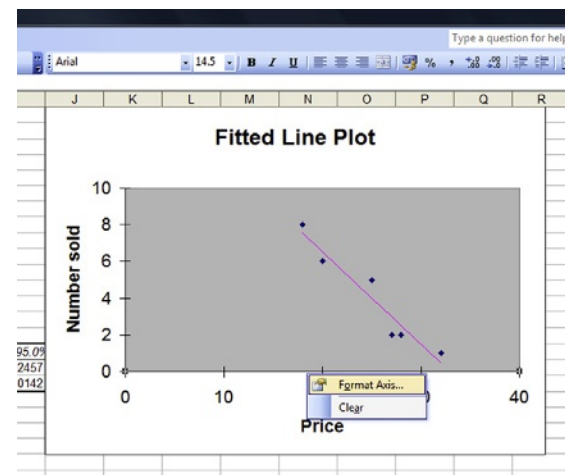 Type a question for help
Arial 14.5 B I U % ,
J K L M N O P Q R
Fitted Line Plot
10
8
6
4
2
0
Number sold
0 10 40
Format Axis...
Clear
Price
95.0%
2457
0142